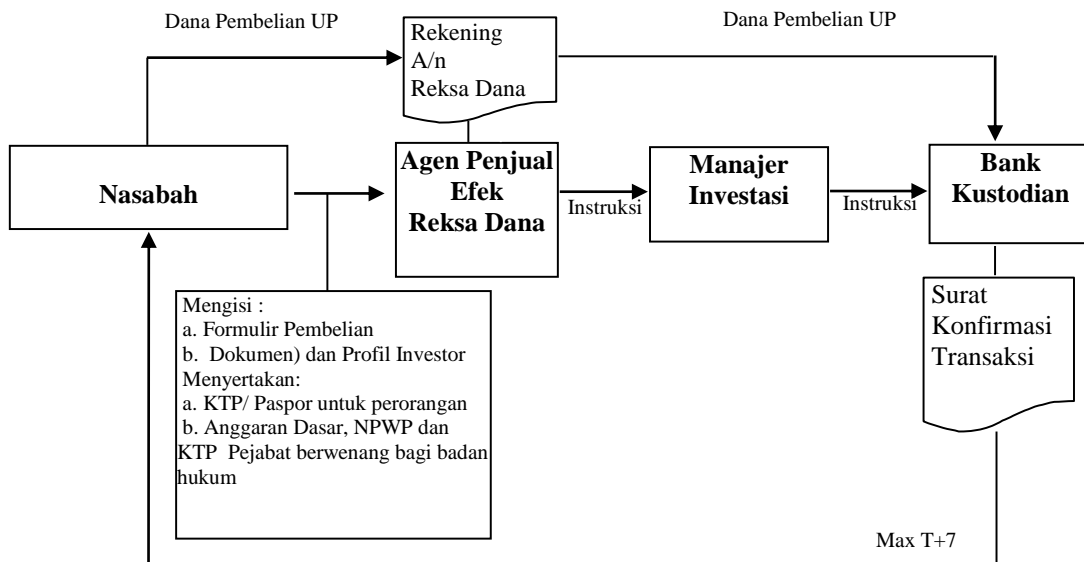 Dana Pembelian UP
Dana Pembelian UP
Rekening
A/n
Reksa Dana
Nasabah
Agen Penjual
Efek
Reksa Dana
Instruksi
Manajer
Investasi
Instruksi
Bank
Kustodian
Mengisi :
a. Formulir Pembelian
b. Dokumen) dan Profil Investor
Menyertakan:
a. KTP/ Paspor untuk perorangan
b. Anggaran Dasar, NPWP dan
KTP Pejabat berwenang bagi badan
hukum
Surat
Konfirmasi
Transaksi
Max T+7